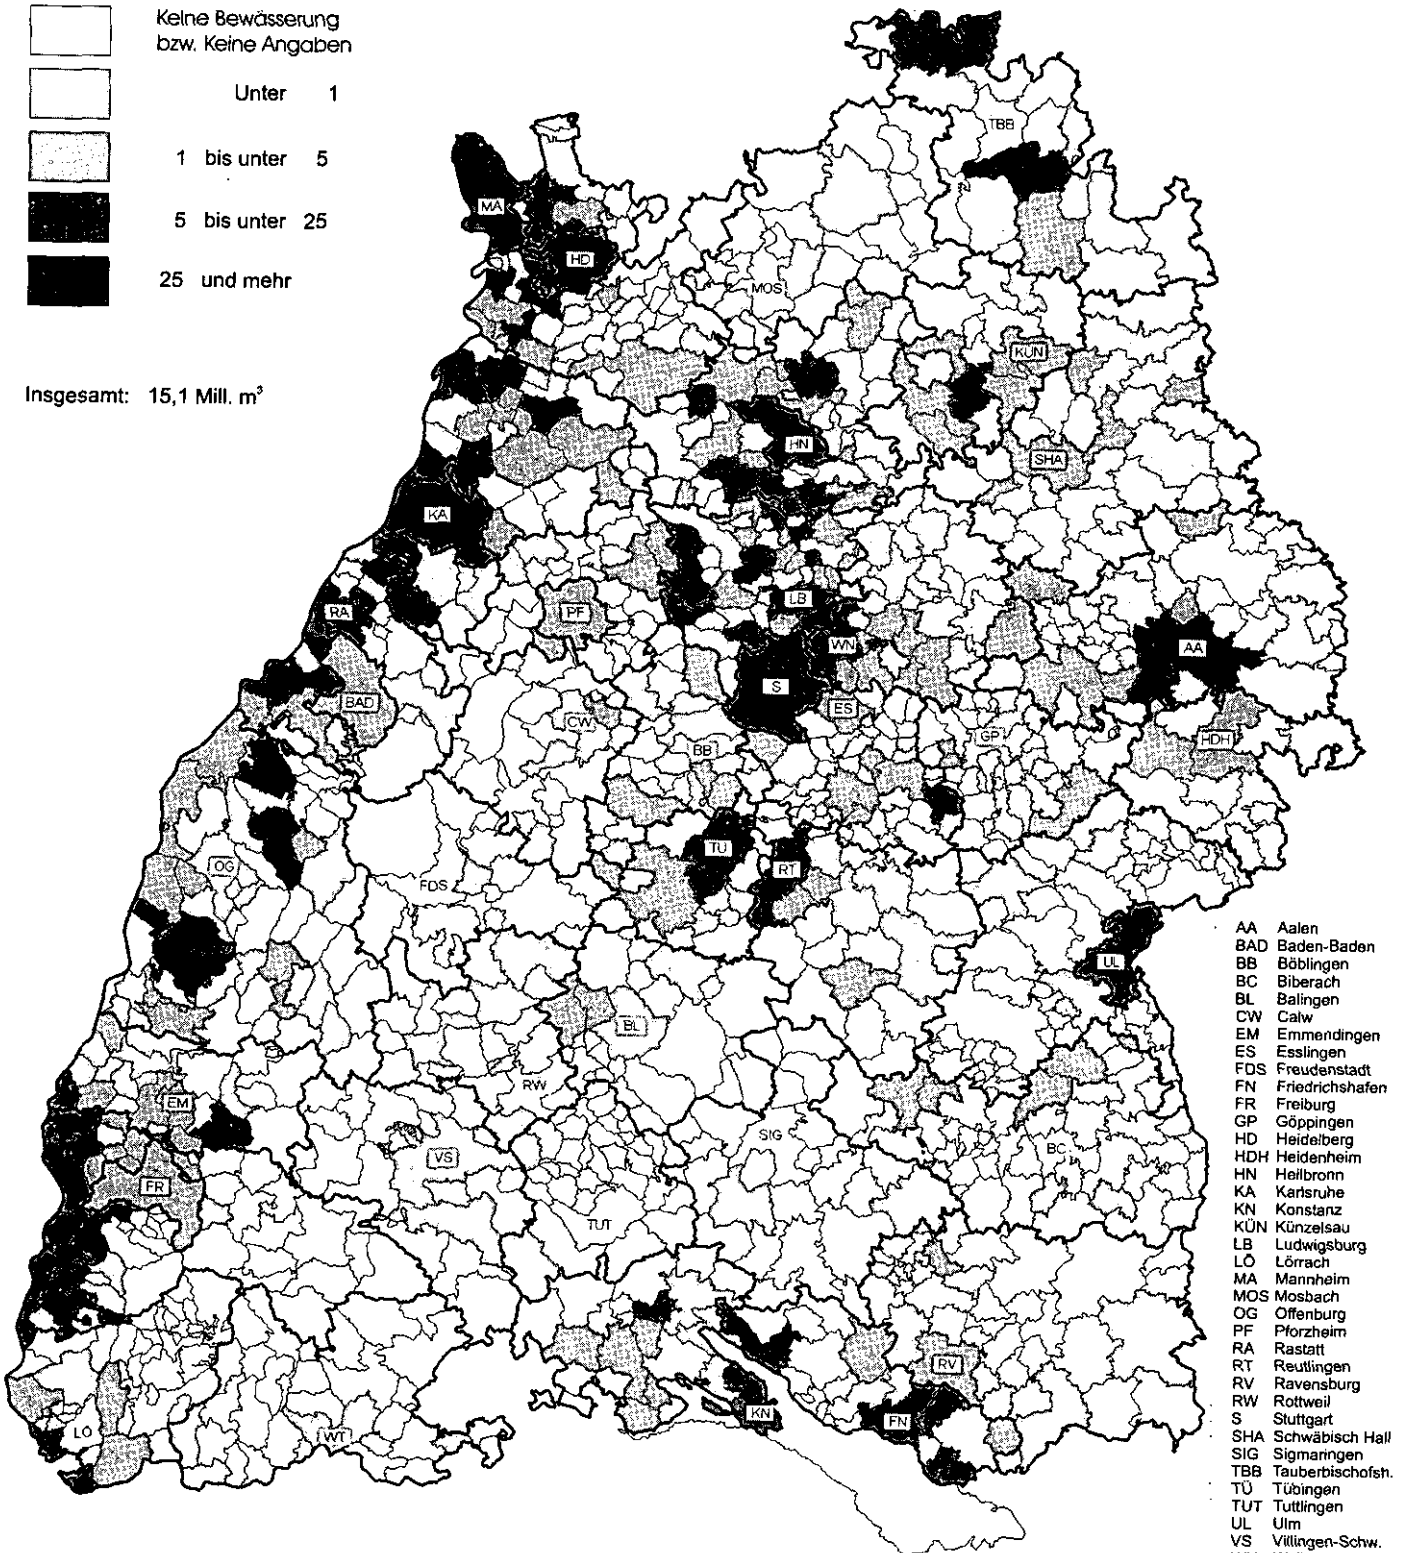 Keine Bewässerung
bzw. Keine Angaben
Unter 1
1 bis unter 5
5 bis unter 25
25 und mehr
Insgesamt: 15,1 Mill. m³
TBB
MA
HD
MOS
KÜN
HN
SHA
KA
RA
PF
LB
WN
AA
S
BAD
CW
ES
BB
GP
HDH
TÜ
RT
OG
FDS
UL
BL
RW
EM
SIG
BC
VS
FR
TUT
RV
KN
FN
LÖ
WT
AA Aalen
BAD Baden-Baden
BB Böblingen
BC Biberach
BL Balingen
CW Calw
EM Emmendingen
ES Esslingen
FDS Freudenstadt
FN Friedrichshafen
FR Freiburg
GP Göppingen
HD Heidelberg
HDH Heidenheim
HN Heilbronn
KA Karlsruhe
KN Konstanz
KÜN Künzelsau
LB Ludwigsburg
LÖ Lörrach
MA Mannheim
MOS Mosbach
OG Offenburg
PF Pforzheim
RA Rastatt
RT Reutlingen
RV Ravensburg
RW Rottweil
S Stuttgart
SHA Schwäbisch Hall
SIG Sigmaringen
TBB Tauberbischofsh.
TÜ Tübingen
TUT Tuttlingen
UL Ulm
VS Villingen-Schw.